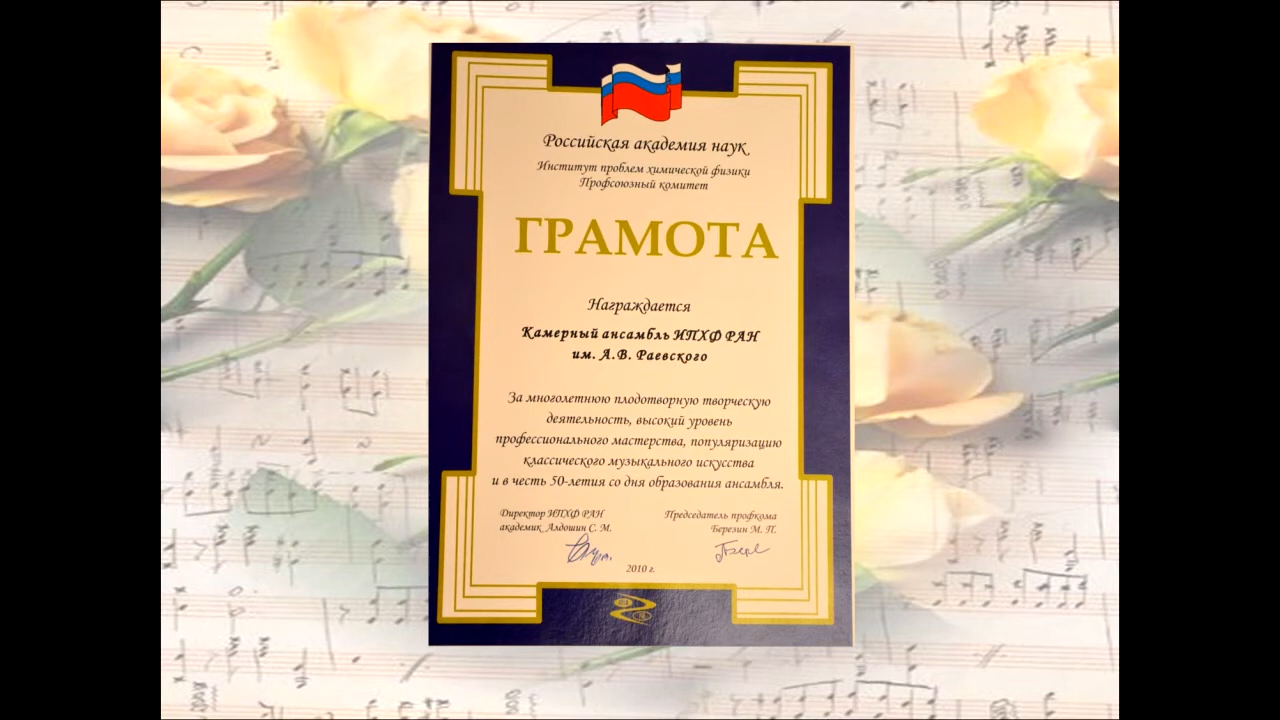 Российская академия наук
Институт проблем химической физики
Профсоюзный комитет
ГРАМОТА
Награждается
Камерный ансамбль ИПХФ РАН
им. А.В. Раевского
За многолетнюю плодотворную творческую
деятельность, высокий уровень
профессионального мастерства, популяризацию
классического музыкального искусства
и в честь 50-летия со дня образования ансамбля.
Директор ИПХФ РАН
академик Алдошин С. М.
Председатель профкома
Березин М. П.
2010 г.